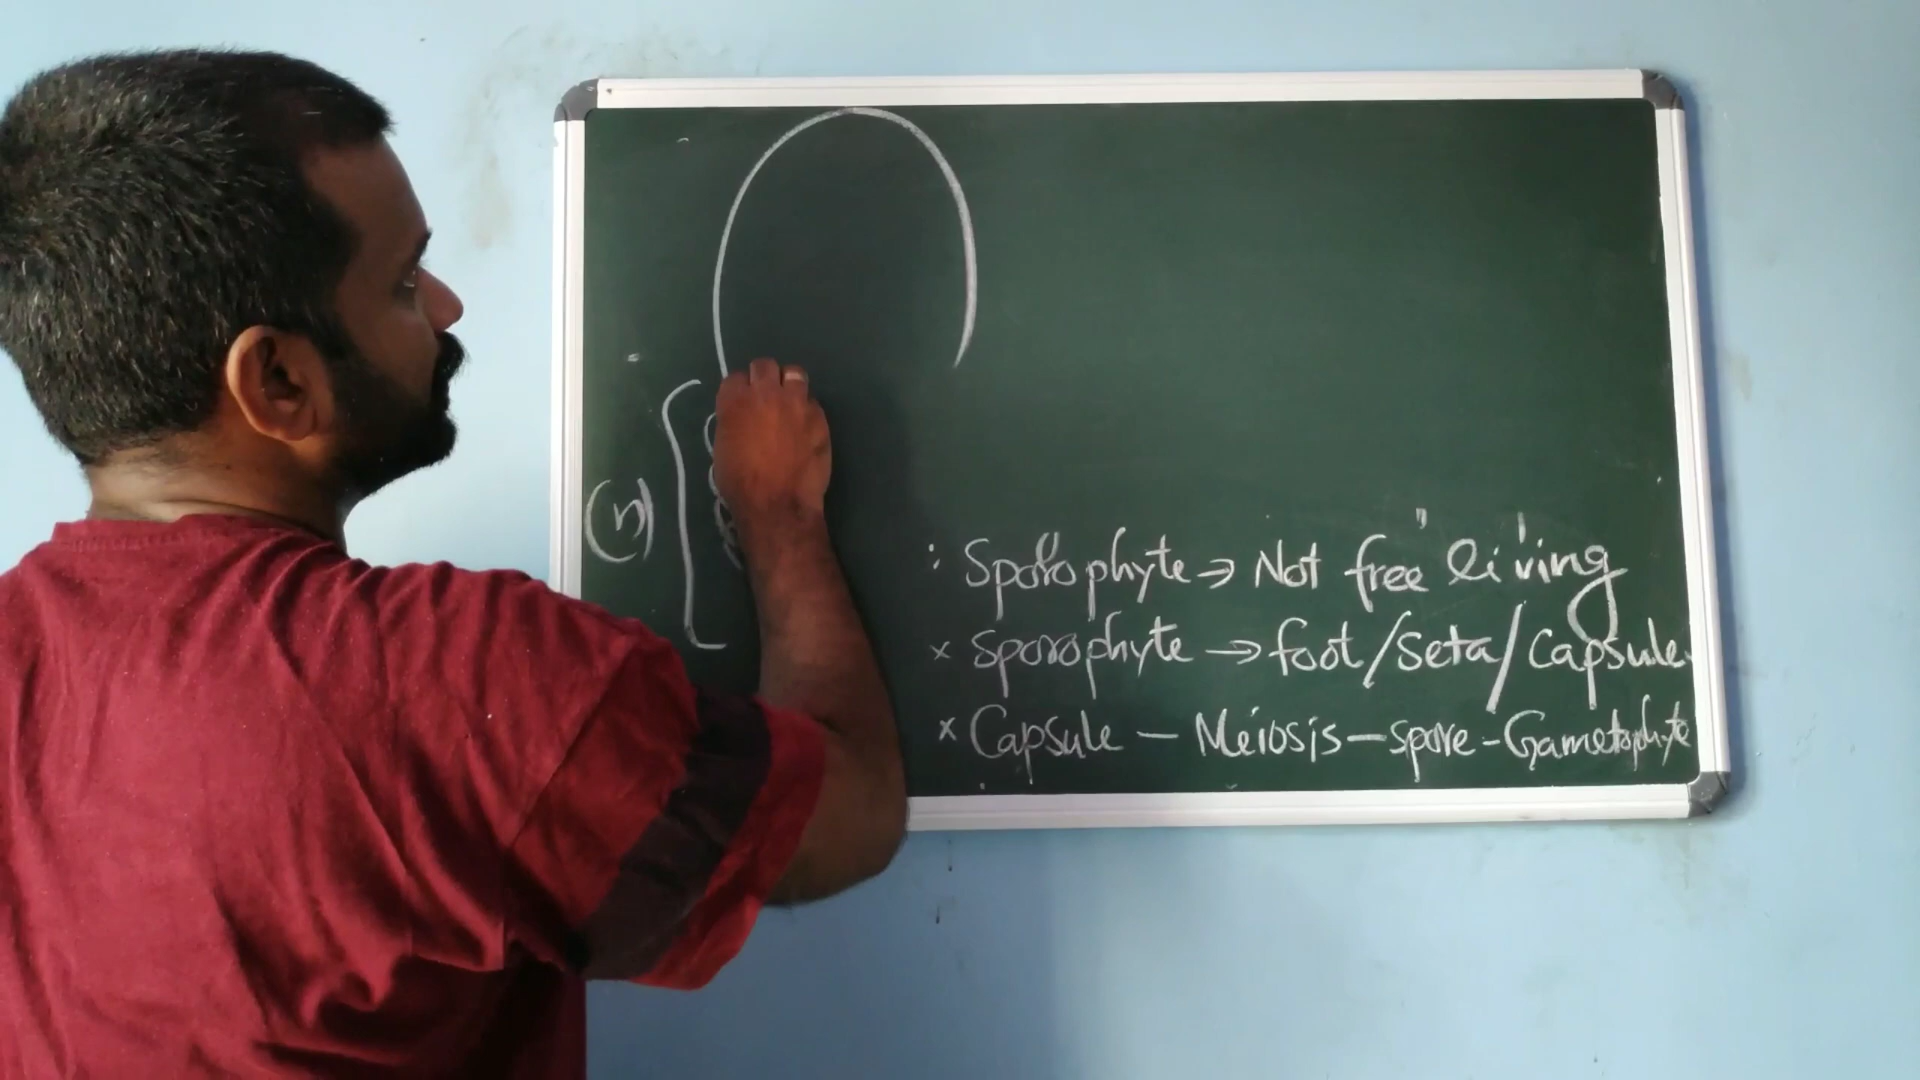 (n)
: Sporophyte → Not free living
× Sporophyte → foot/seta/capsule
× Capsule – Meiosis – spore - Gametophyte